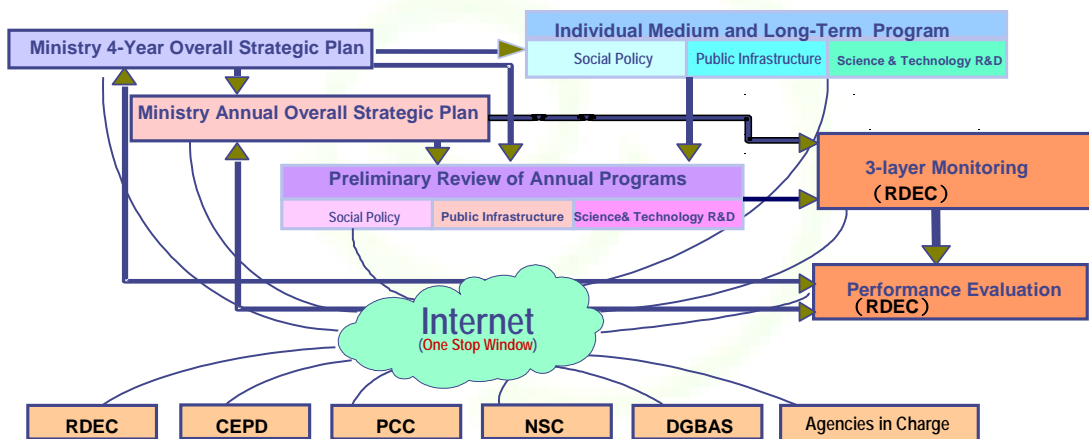 Individual Medium and Long-Term Program
Ministry 4-Year Overall Strategic Plan
Social Policy
Public Infrastructure
Science & Technology R&D
Ministry Annual Overall Strategic Plan
Preliminary Review of Annual Programs
Social Policy
Public Infrastructure
Science& Technology R&D
3-layer Monitoring
（RDEC）
Performance Evaluation
（RDEC）
Internet
(One Stop Window)
RDEC
CEPD
PCC
NSC
DGBAS
Agencies in Charge